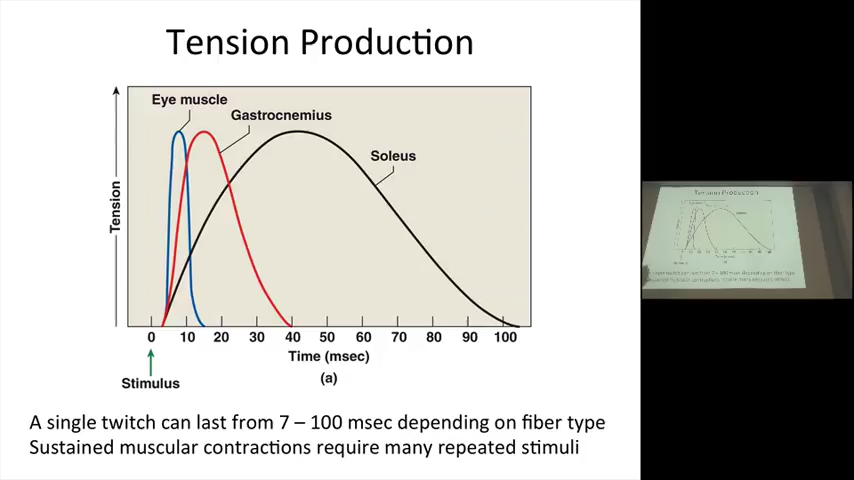 Tension Production
Eye muscle
Gastrocnemius
Soleus
Tension
0 10 20 30 40 50 60 70 80 90 100
Time (msec)
Stimulus
(a)
A single twitch can last from 7 – 100 msec depending on fiber type
Sustained muscular contractions require many repeated stimuli
Tension Production